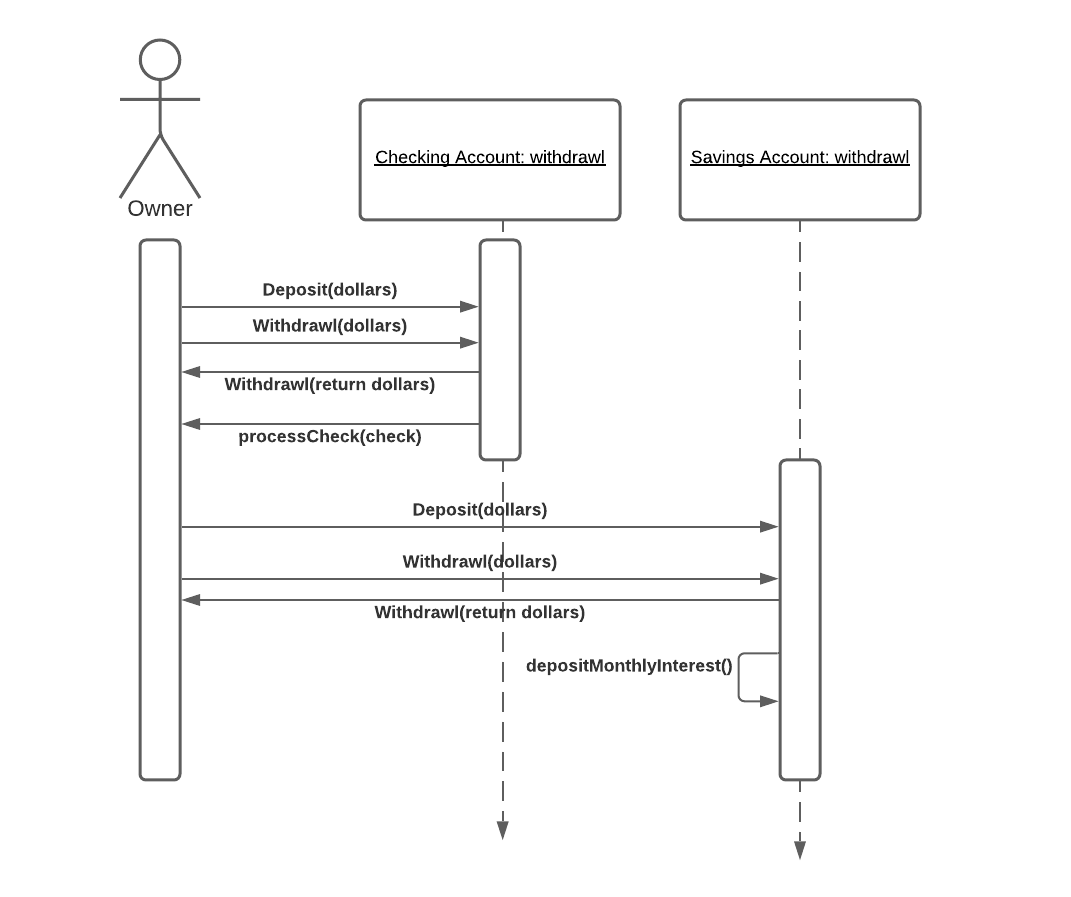 Owner
Checking Account: withdrawl
Savings Account: withdrawl
Deposit(dollars)
Withdrawl(dollars)
Withdrawl(return dollars)
processCheck(check)
Deposit(dollars)
Withdrawl(dollars)
Withdrawl(return dollars)
depositMonthlyInterest()